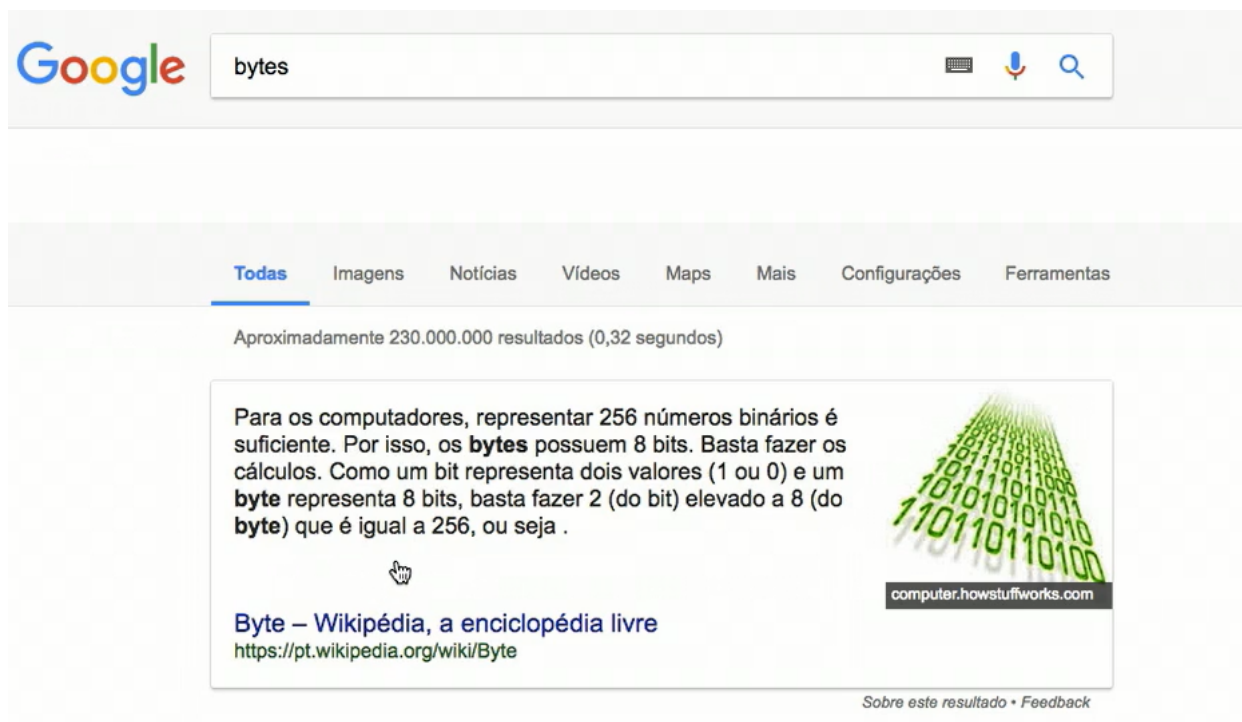 Google
bytes
Todas Imagens Notícias Vídeos Maps Mais Configurações Ferramentas
Aproximadamente 230.000.000 resultados (0,32 segundos)
Para os computadores, representar 256 números binários é
suficiente. Por isso, os bytes possuem 8 bits. Basta fazer os
cálculos. Como um bit representa dois valores (1 ou 0) e um
byte representa 8 bits, basta fazer 2 (do bit) elevado a 8 (do
byte) que é igual a 256, ou seja .
computer.howstuffworks.com
Byte – Wikipédia, a enciclopédia livre
https://pt.wikipedia.org/wiki/Byte
Sobre este resultado • Feedback